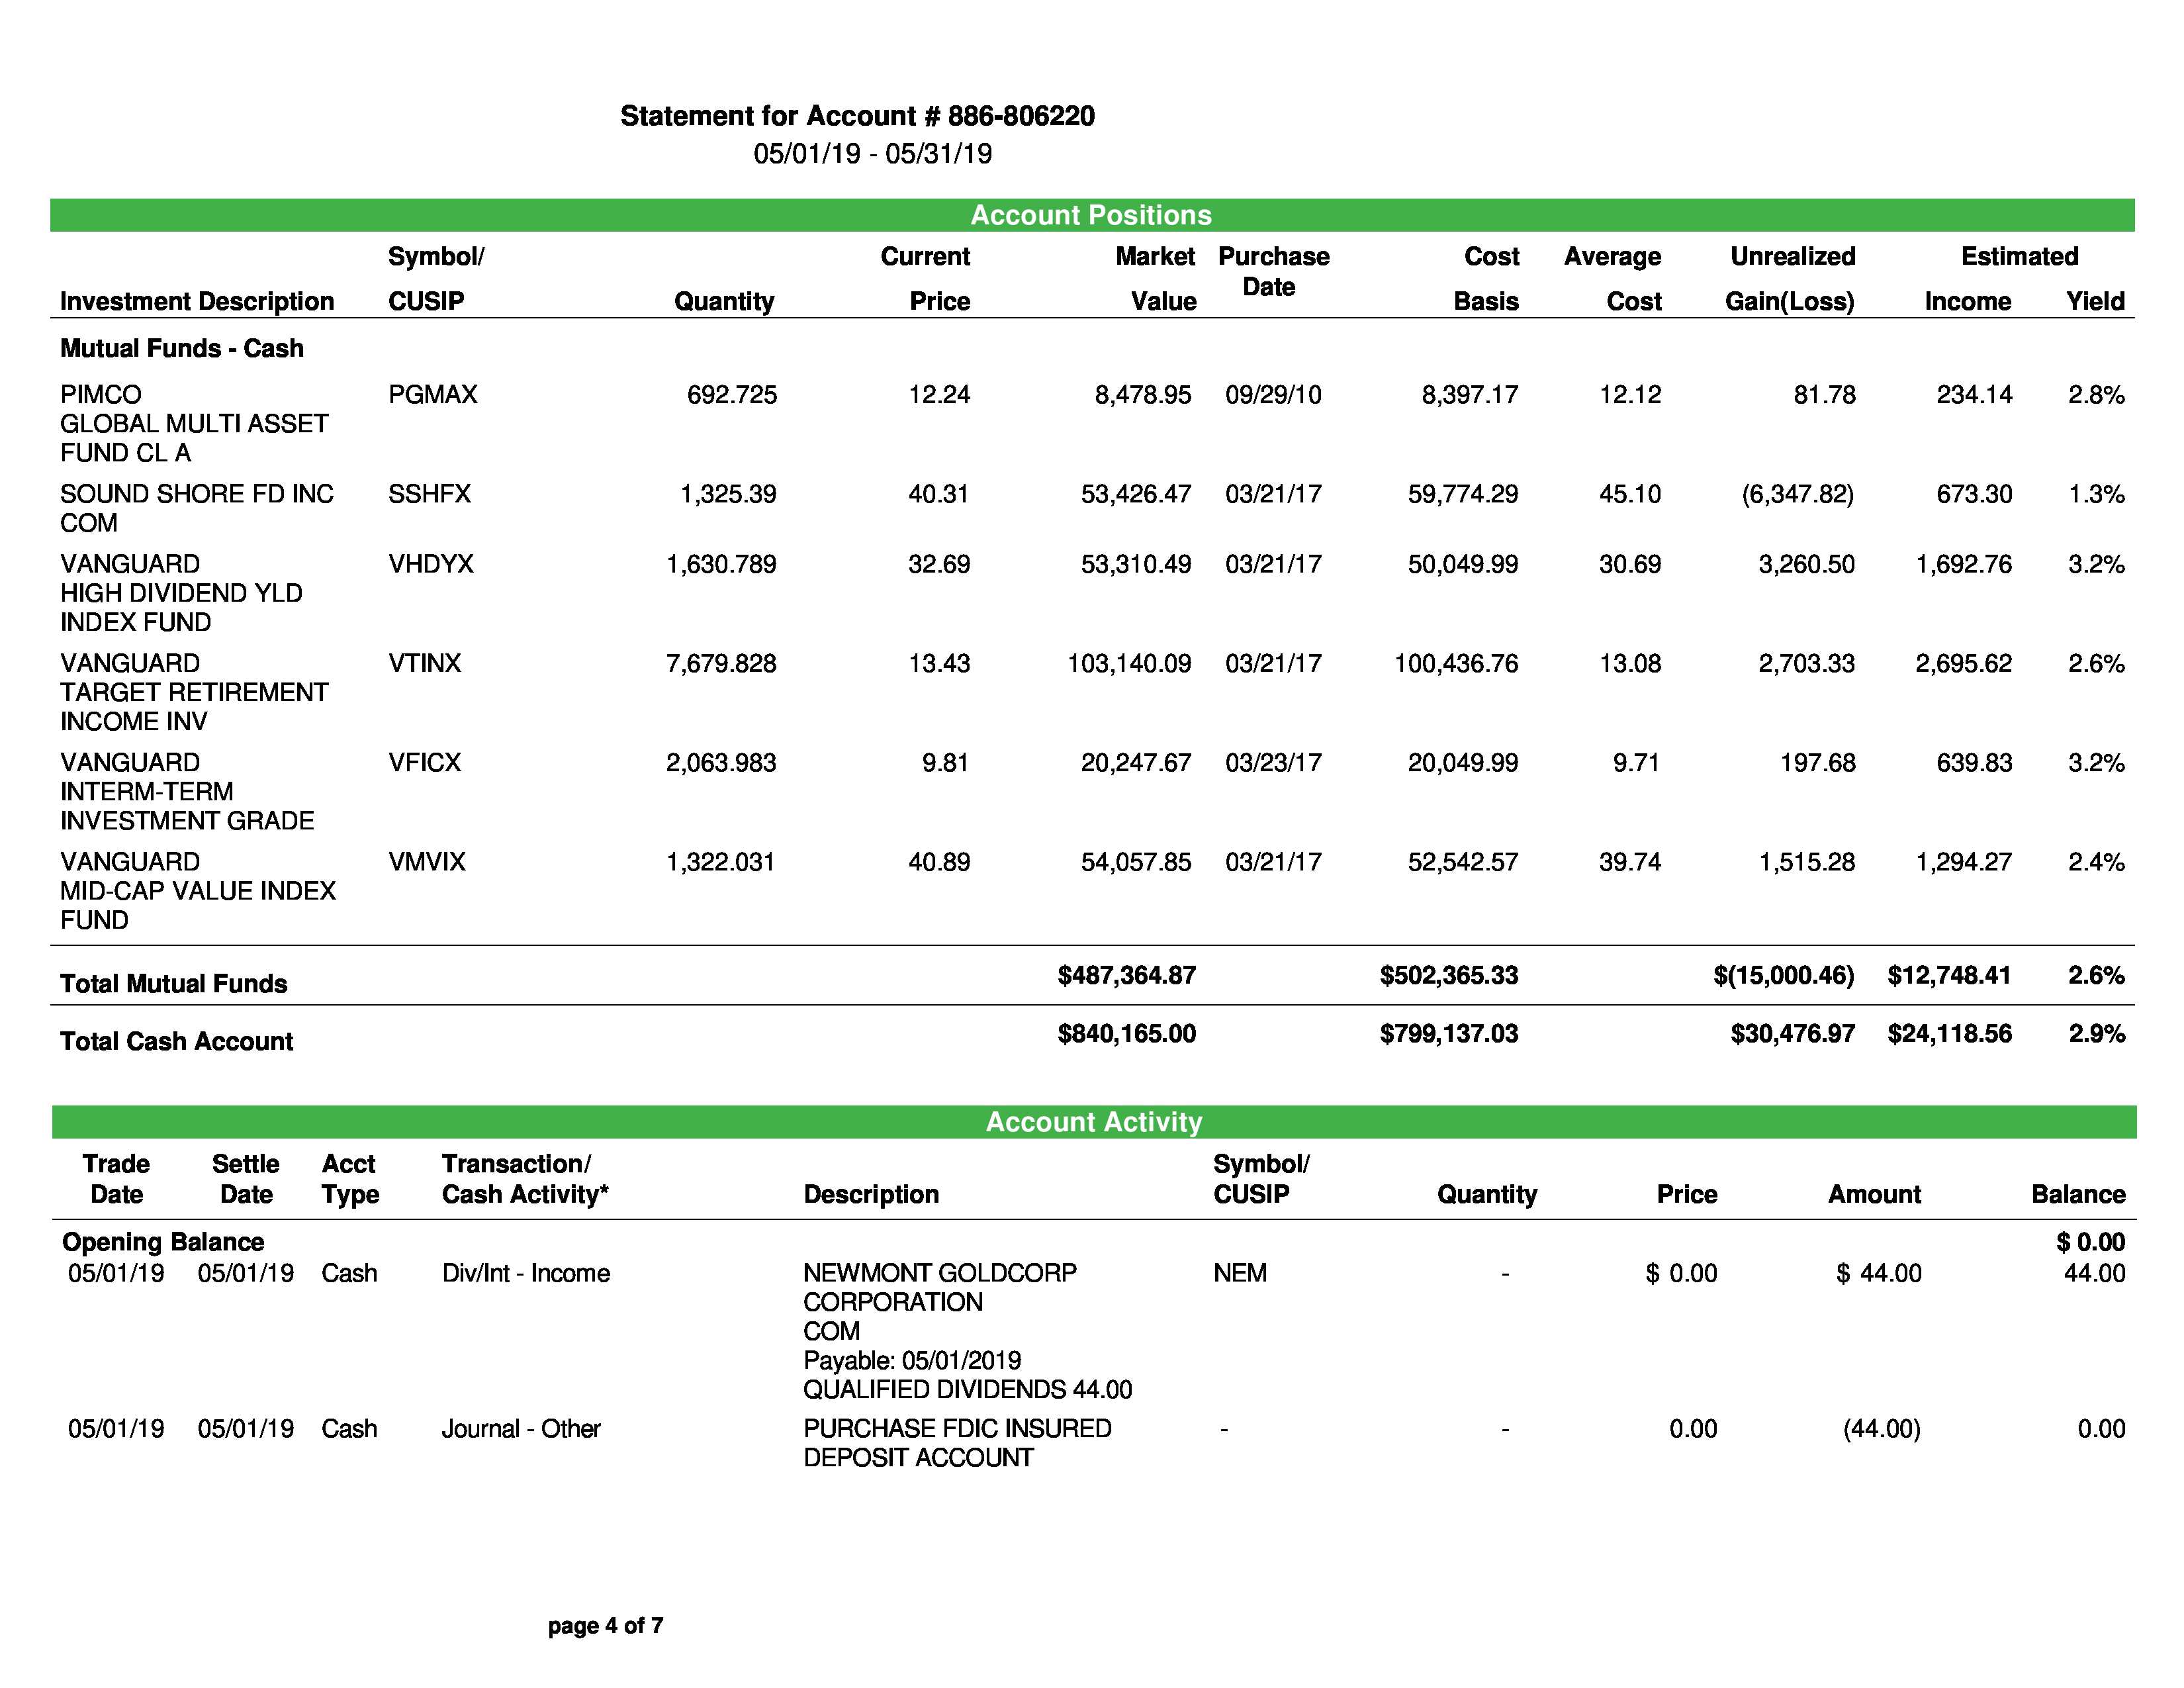 Statement for Account # 886-806220
05/01/19 - 05/31/19
Account Positions
Investment Description Symbol/ CUSIP Quantity Current Price Market Value Purchase Date Cost Basis Average Cost Unrealized Gain(Loss) Estimated Income Yield
Mutual Funds - Cash
PIMCO PGMAX 692.725 12.24 8,478.95 09/29/10 8,397.17 12.12 81.78 234.14 2.8%
GLOBAL MULTI ASSET
FUND CL A
SOUND SHORE FD INC SSHFX 1,325.39 40.31 53,426.47 03/21/17 59,774.29 45.10 (6,347.82) 673.30 1.3%
COM
VANGUARD VHDYX 1,630.789 32.69 53,310.49 03/21/17 50,049.99 30.69 3,260.50 1,692.76 3.2%
HIGH DIVIDEND YLD
INDEX FUND
VANGUARD VTINX 7,679.828 13.43 103,140.09 03/21/17 100,436.76 13.08 2,703.33 2,695.62 2.6%
TARGET RETIREMENT
INCOME INV
VANGUARD VFICX 2,063.983 9.81 20,247.67 03/23/17 20,049.99 9.71 197.68 639.83 3.2%
INTERM-TERM
INVESTMENT GRADE
VANGUARD VMVIX 1,322.031 40.89 54,057.85 03/21/17 52,542.57 39.74 1,515.28 1,294.27 2.4%
MID-CAP VALUE INDEX
FUND
Total Mutual Funds $487,364.87 $502,365.33 $(15,000.46) $12,748.41 2.6%
Total Cash Account $840,165.00 $799,137.03 $30,476.97 $24,118.56 2.9%
Account Activity
Trade Date Settle Date Acct Type Transaction/ Cash Activity* Description Symbol/ CUSIP Quantity Price Amount Balance
Opening Balance $ 0.00
05/01/19 05/01/19 Cash Div/Int - Income NEWMONT GOLDCORP NEM - $ 0.00 $ 44.00 44.00
CORPORATION
COM
Payable: 05/01/2019
QUALIFIED DIVIDENDS 44.00
05/01/19 05/01/19 Cash Journal - Other PURCHASE FDIC INSURED - - 0.00 (44.00) 0.00
DEPOSIT ACCOUNT
page 4 of 7